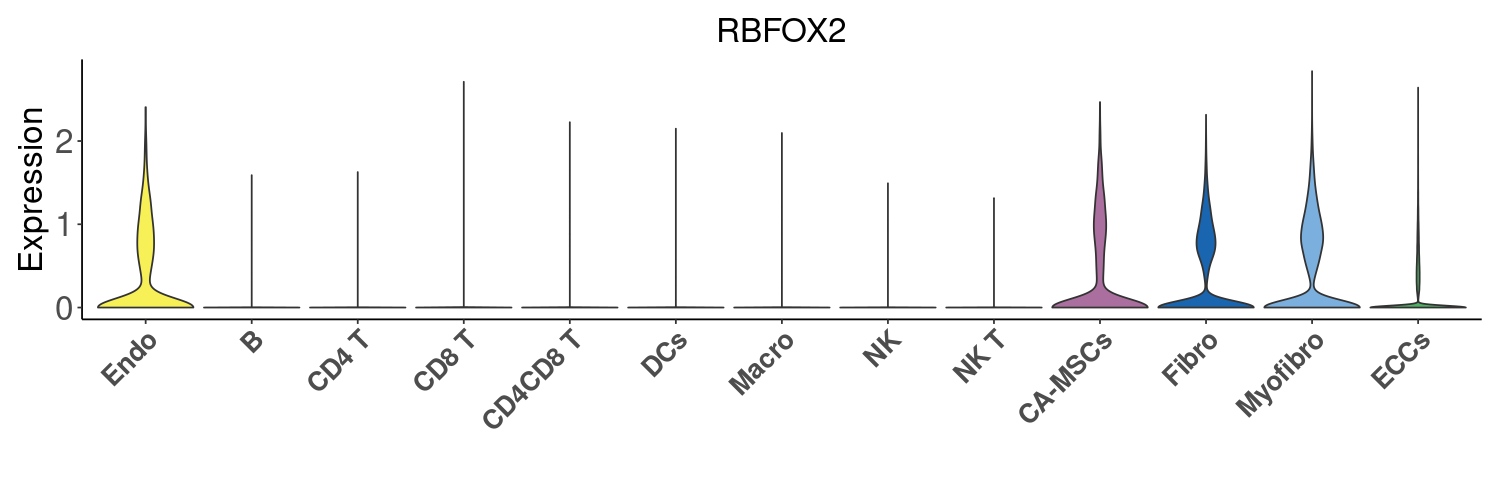 RBFOX2
Expression
2
1
0
Endo
B
CD4 T
CD8 T
CD4CD8 T
DCs
Macro
NK
NK T
CA-MSCs
Fibro
Myofibro
ECCs